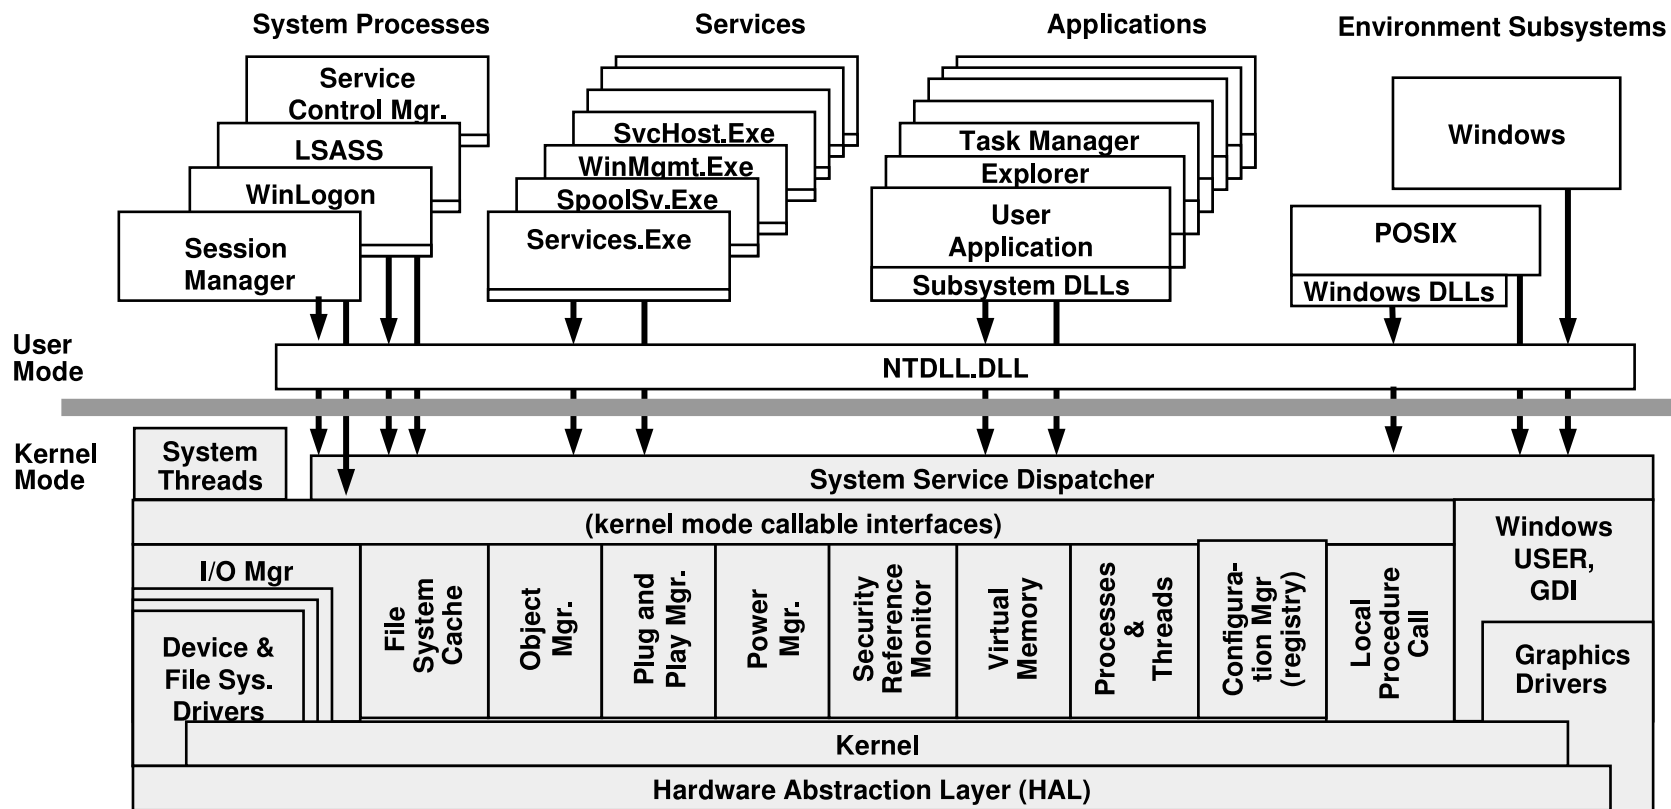 System Processes
Services
Applications
Environment Subsystems
Service
Control Mgr.
LSASS
WinLogon
Session
Manager
SvcHost.Exe
WinMgmt.Exe
SpoolSv.Exe
Services.Exe
Task Manager
Explorer
User
Application
Subsystem DLLs
Windows
POSIX
Windows DLLs
User
Mode
NTDLL.DLL
Kernel
Mode
System
Threads
System Service Dispatcher
(kernel mode callable interfaces)
I/O Mgr
Device &
File Sys.
Drivers
File
System
Cache
Object
Mgr.
Plug and
Play Mgr.
Power
Mgr.
Security
Reference
Monitor
Virtual
Memory
Processes
&
Threads
Configura-
tion Mgr
(registry)
Local
Procedure
Call
Windows
USER,
GDI
Graphics
Drivers
Kernel
Hardware Abstraction Layer (HAL)